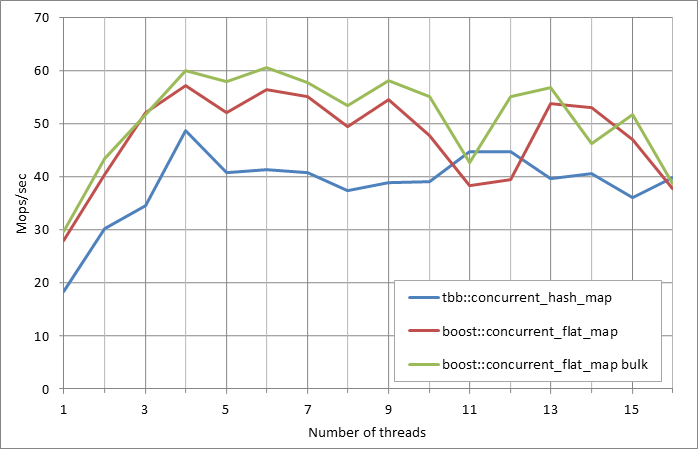 70
60
50
40
30
20
10
0
Mops/sec
1 3 5 7 9 11 13 15
Number of threads
tbb::concurrent_hash_map
boost::concurrent_flat_map
boost::concurrent_flat_map bulk